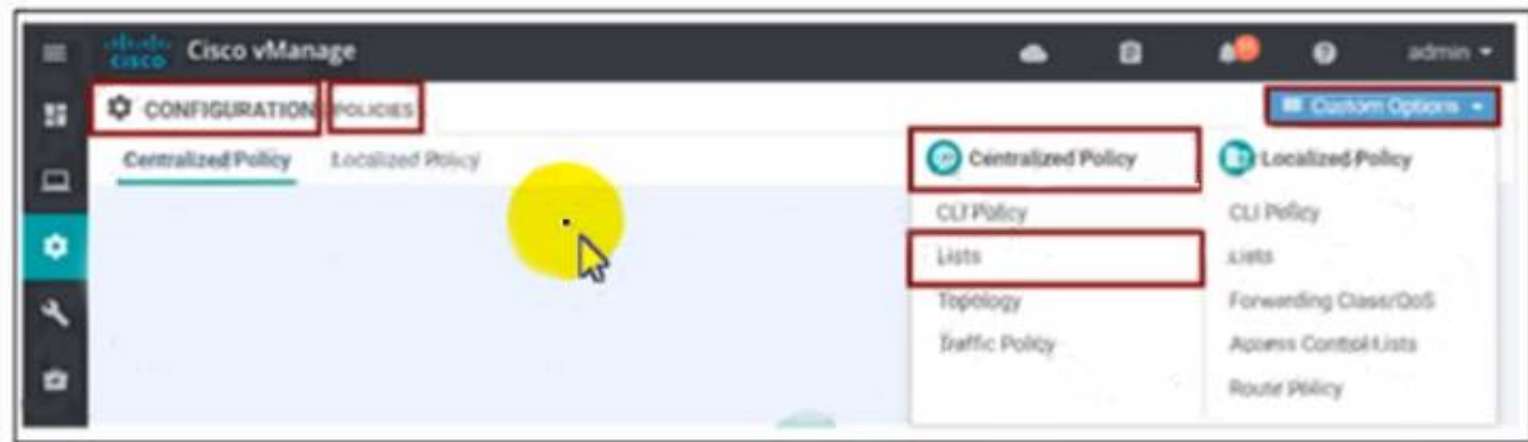 cisco Cisco vManage admin
CONFIGURATION POLICIES Custom Options
Centralized Policy Localized Policy
Centralized Policy
CLI Policy
Lists
Topology
Traffic Policy
Localized Policy
CLI Policy
Lists
Forwarding Class/QoS
Access Control Lists
Route Policy